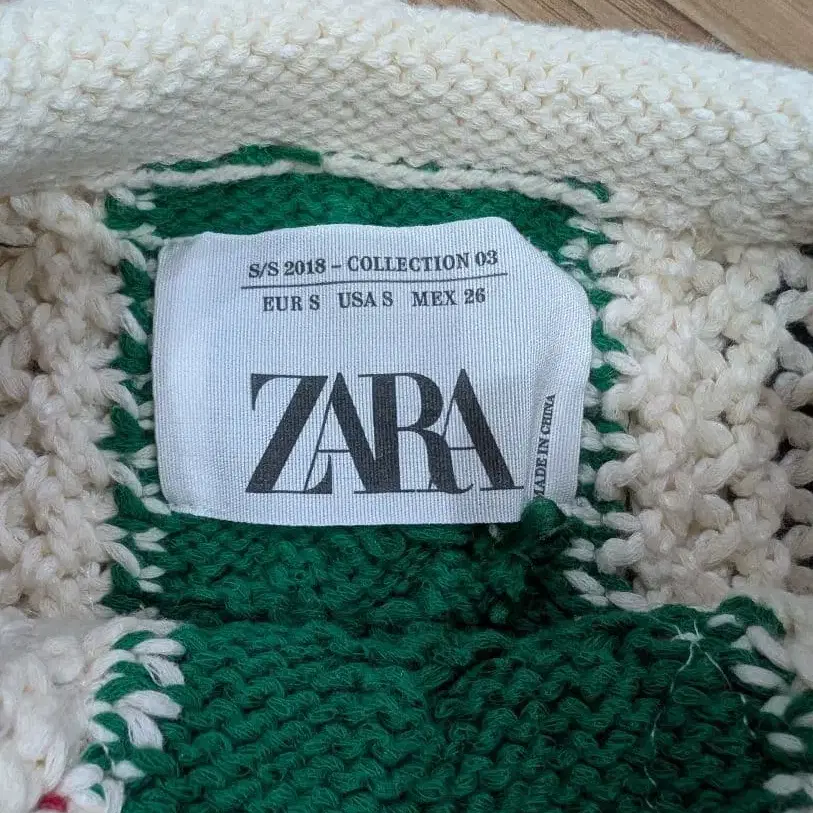 S/S 2018 – COLLECTION 03
EUR S USA S MEX 26
ZARA
MADE IN CHINA